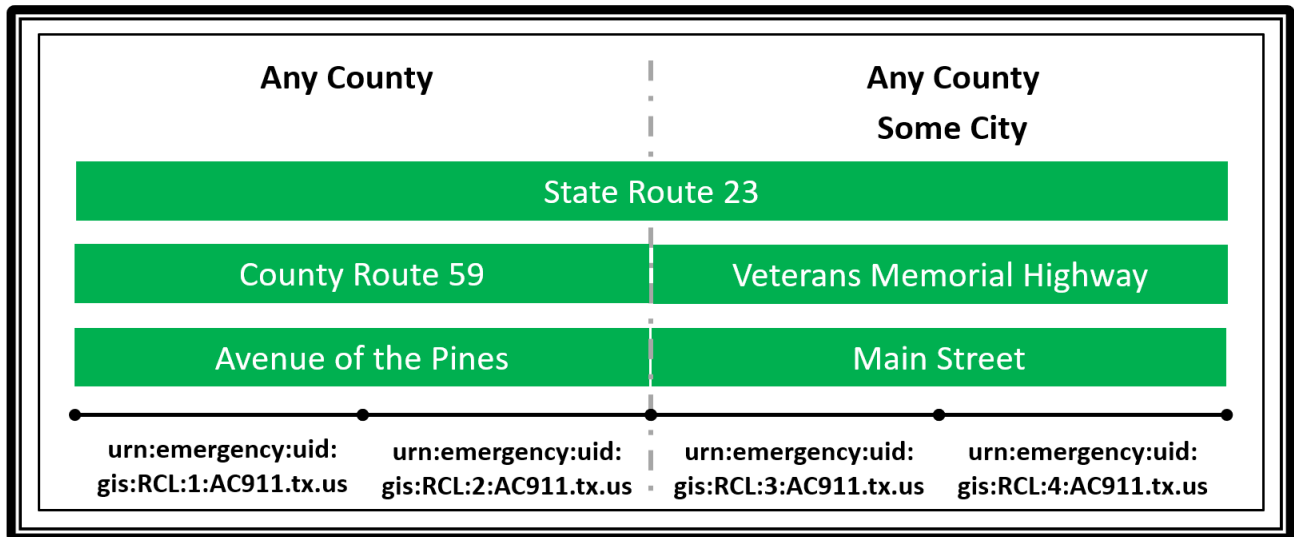 Any County
Any County
Some City
State Route 23
County Route 59
Veterans Memorial Highway
Avenue of the Pines
Main Street
urn:emergency:uid:
gis:RCL:1:AC911.tx.us
urn:emergency:uid:
gis:RCL:2:AC911.tx.us
urn:emergency:uid:
gis:RCL:3:AC911.tx.us
urn:emergency:uid:
gis:RCL:4:AC911.tx.us